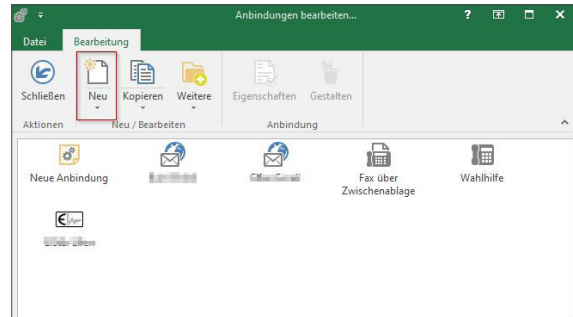 Anbindungen bearbeiten...
?
Datei Bearbeitung
Schließen Neu Kopieren Weitere Eigenschaften Gestalten
Aktionen Neu / Bearbeiten Anbindung
Neue Anbindung Fax über Wahlhilfe
Zwischenablage